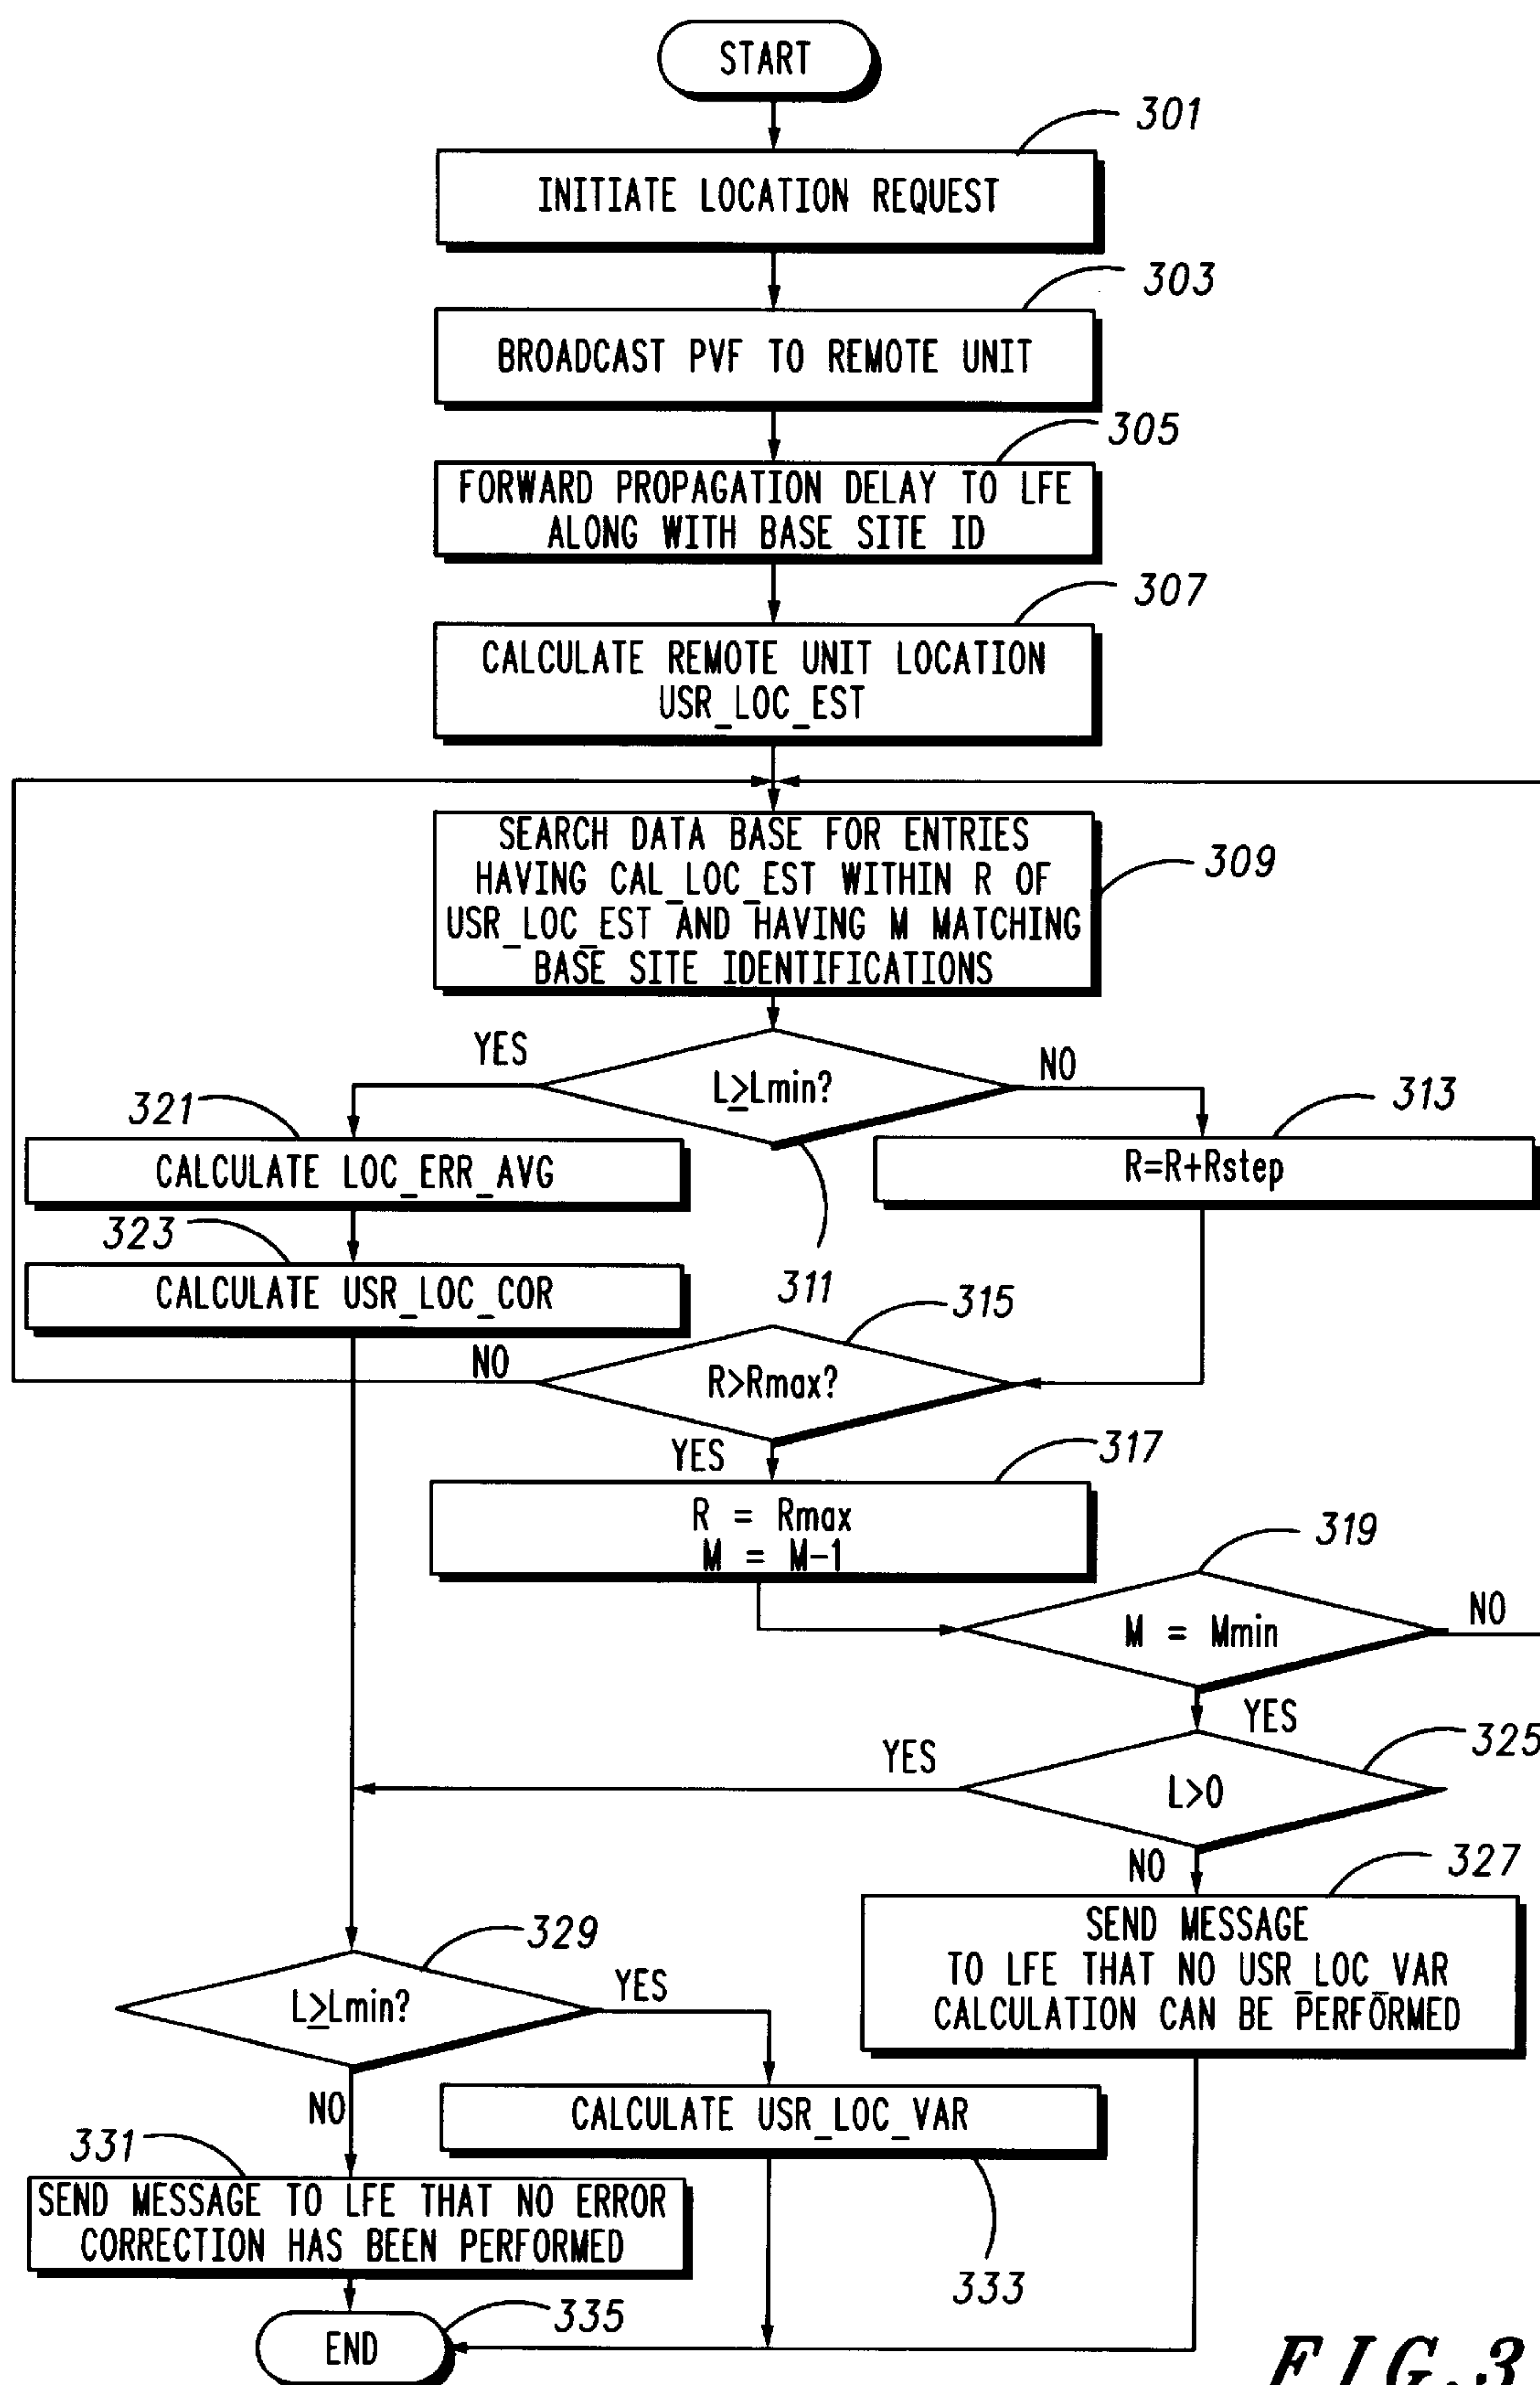 START
301
INITIATE LOCATION REQUEST
303
BROADCAST PVF TO REMOTE UNIT
305
FORWARD PROPAGATION DELAY TO LFE
ALONG WITH BASE SITE ID
307
CALCULATE REMOTE UNIT LOCATION
USR_LOC_EST
SEARCH DATA BASE FOR ENTRIES
HAVING CAL_LOC_EST WITHIN R OF
USR_LOC_EST AND HAVING M MATCHING
BASE SITE IDENTIFICATIONS
309
YES
L≥Lmin?
NO
311
321
CALCULATE LOC_ERR_AVG
313
R=R+Rstep
323
CALCULATE USR_LOC_COR
315
NO
R>Rmax?
YES
317
R = Rmax
M = M-1
319
M = Mmin
NO
YES
325
YES
L>0
NO
327
SEND MESSAGE
TO LFE THAT NO USR_LOC_VAR
CALCULATION CAN BE PERFORMED
329
L≥Lmin?
YES
NO
CALCULATE USR_LOC_VAR
333
331
SEND MESSAGE TO LFE THAT NO ERROR
CORRECTION HAS BEEN PERFORMED
335
END
FIG.3